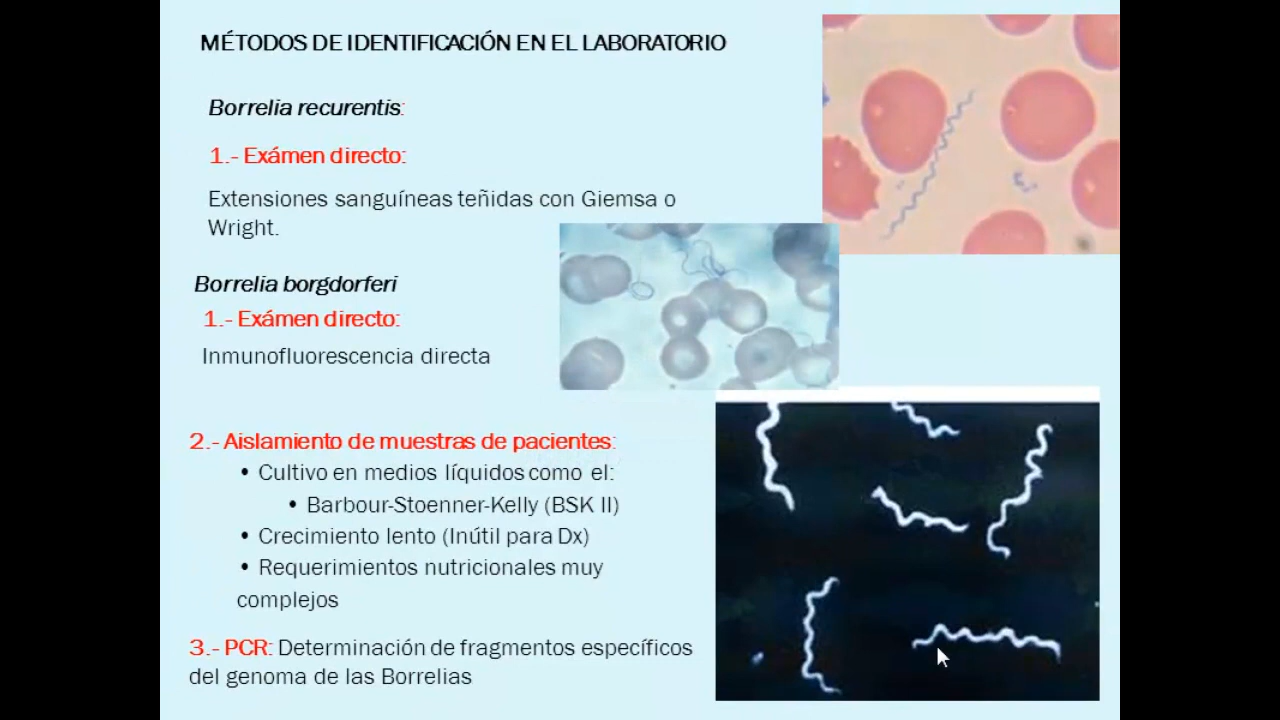 MÉTODOS DE IDENTIFICACIÓN EN EL LABORATORIO
Borrelia recurentis:
1.- Exámen directo:
Extensiones sanguíneas teñidas con Giemsa o
Wright.
Borrelia borgdorferi
1.- Exámen directo:
Inmunofluorescencia directa
2.- Aislamiento de muestras de pacientes:
• Cultivo en medios líquidos como el:
• Barbour-Stoenner-Kelly (BSK II)
• Crecimiento lento (Inútil para Dx)
• Requerimientos nutricionales muy
complejos
3.- PCR: Determinación de fragmentos específicos
del genoma de las Borrelias